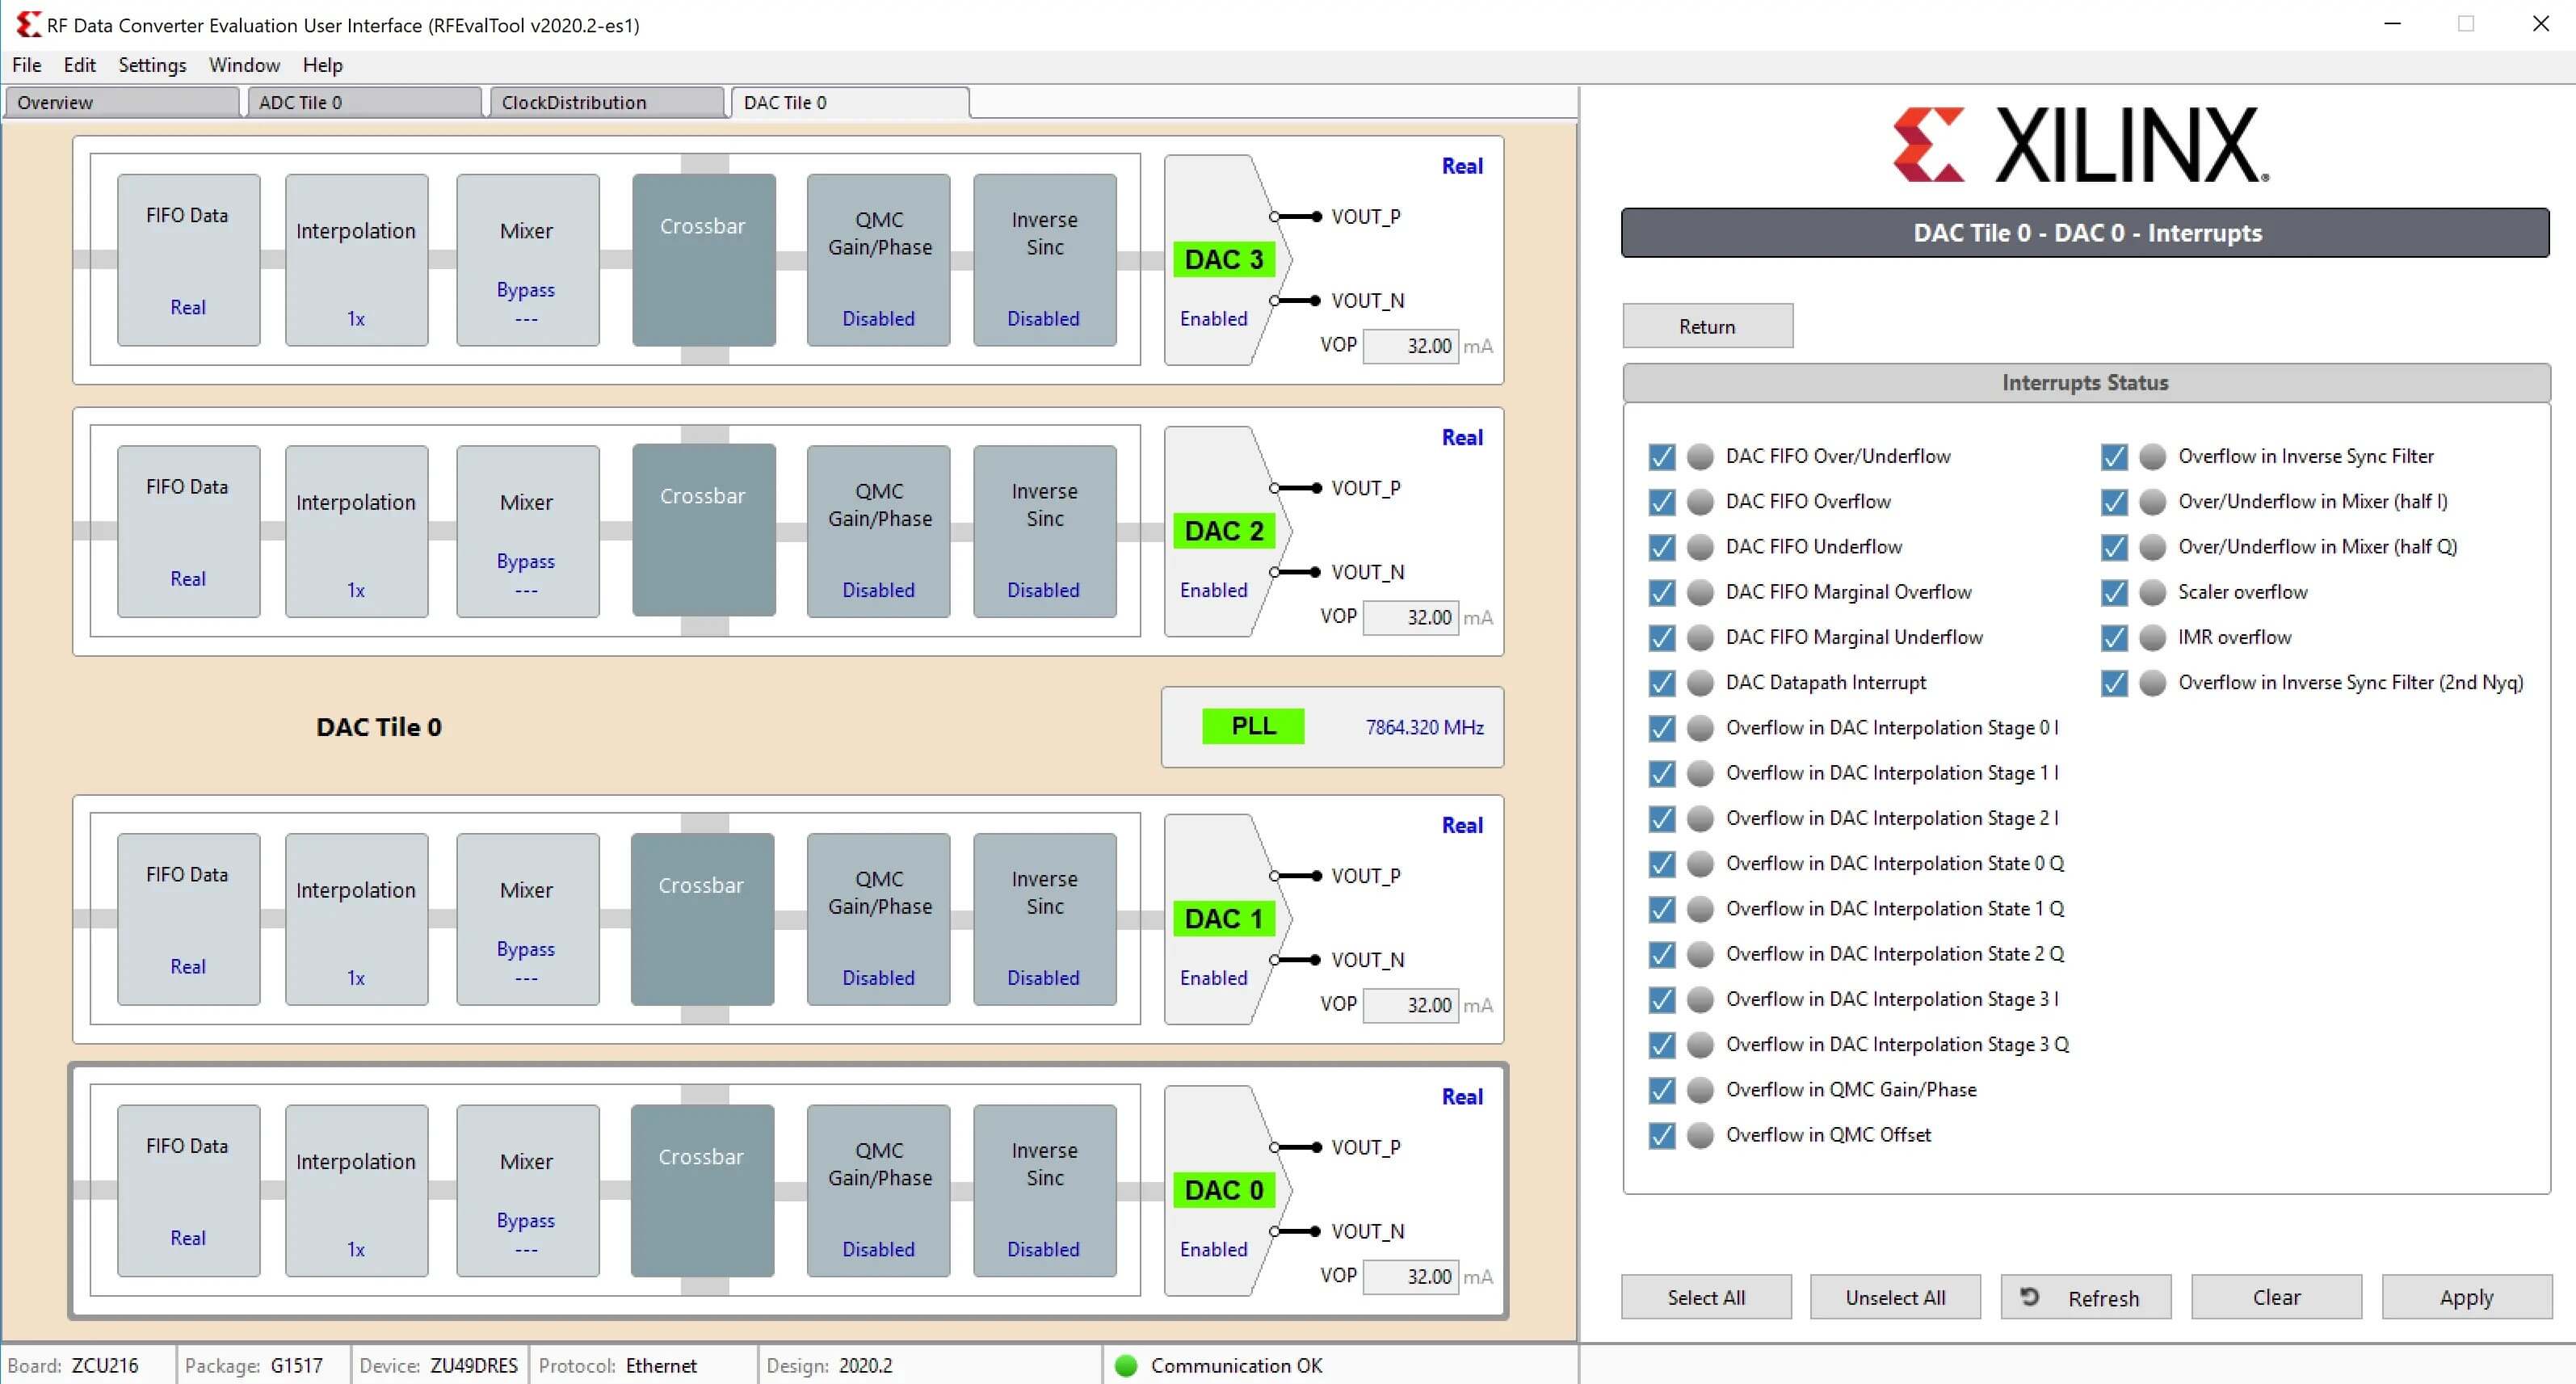 RF Data Converter Evaluation User Interface (RFEvalTool v2020.2-es1)
File Edit Settings Window Help
Overview ADC Tile 0 ClockDistribution DAC Tile 0
Real
FIFO Data
Real
Interpolation
1x
Mixer
Bypass
---
Crossbar
QMC
Gain/Phase
Disabled
Inverse
Sinc
Disabled
DAC 3
Enabled
VOUT_P
VOUT_N
VOP 32.00 mA
Real
FIFO Data
Real
Interpolation
1x
Mixer
Bypass
---
Crossbar
QMC
Gain/Phase
Disabled
Inverse
Sinc
Disabled
DAC 2
Enabled
VOUT_P
VOUT_N
VOP 32.00 mA
DAC Tile 0
PLL 7864.320 MHz
Real
FIFO Data
Real
Interpolation
1x
Mixer
Bypass
---
Crossbar
QMC
Gain/Phase
Disabled
Inverse
Sinc
Disabled
DAC 1
Enabled
VOUT_P
VOUT_N
VOP 32.00 mA
Real
FIFO Data
Real
Interpolation
1x
Mixer
Bypass
---
Crossbar
QMC
Gain/Phase
Disabled
Inverse
Sinc
Disabled
DAC 0
Enabled
VOUT_P
VOUT_N
VOP 32.00 mA
XILINX.
DAC Tile 0 - DAC 0 - Interrupts
Return
Interrupts Status
DAC FIFO Over/Underflow
DAC FIFO Overflow
DAC FIFO Underflow
DAC FIFO Marginal Overflow
DAC FIFO Marginal Underflow
DAC Datapath Interrupt
Overflow in DAC Interpolation Stage 0 I
Overflow in DAC Interpolation Stage 1 I
Overflow in DAC Interpolation Stage 2 I
Overflow in DAC Interpolation State 0 Q
Overflow in DAC Interpolation State 1 Q
Overflow in DAC Interpolation State 2 Q
Overflow in DAC Interpolation Stage 3 I
Overflow in DAC Interpolation Stage 3 Q
Overflow in QMC Gain/Phase
Overflow in QMC Offset
Overflow in Inverse Sync Filter
Over/Underflow in Mixer (half I)
Over/Underflow in Mixer (half Q)
Scaler overflow
IMR overflow
Overflow in Inverse Sync Filter (2nd Nyq)
Select All Unselect All Refresh Clear Apply
Board: ZCU216 Package: G1517 Device: ZU49DRES Protocol: Ethernet Design: 2020.2 Communication OK